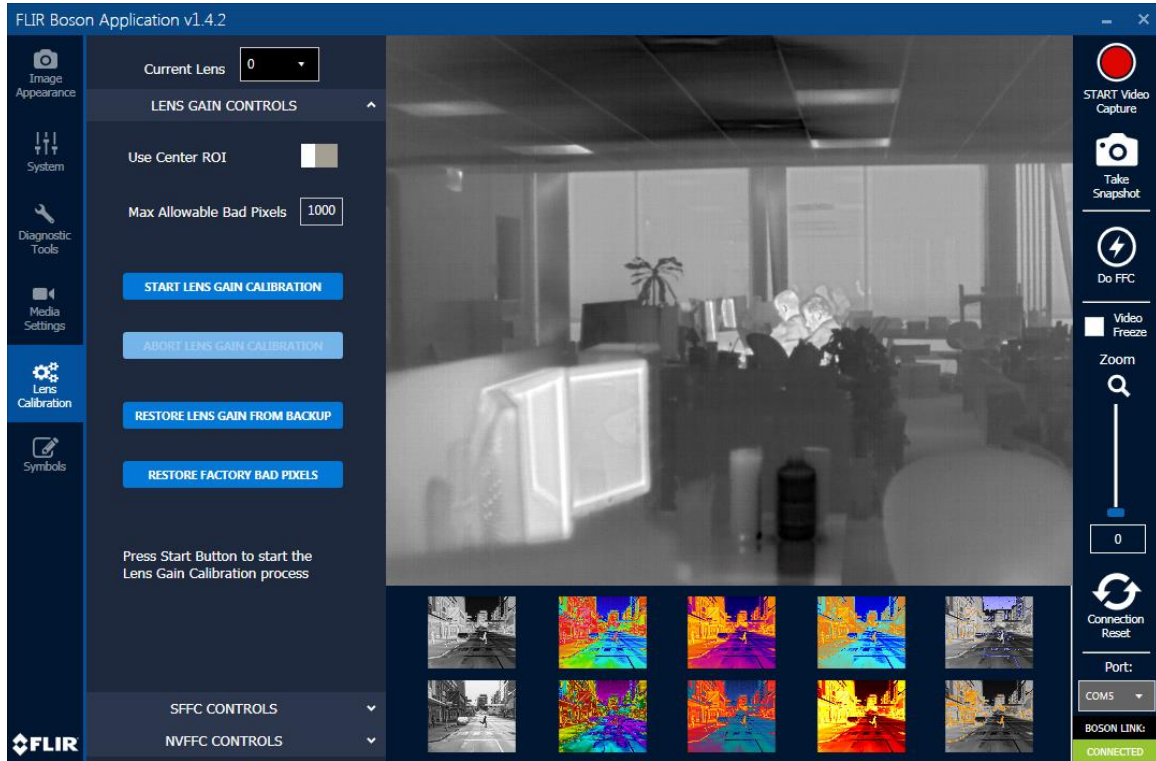 FLIR Boson Application v1.4.2
Image
Appearance
System
Diagnostic
Tools
Media
Settings
Lens
Calibration
Symbols
FLIR
Current Lens 0
LENS GAIN CONTROLS
Use Center ROI
Max Allowable Bad Pixels 1000
START LENS GAIN CALIBRATION
ABORT LENS GAIN CALIBRATION
RESTORE LENS GAIN FROM BACKUP
RESTORE FACTORY BAD PIXELS
Press Start Button to start the
Lens Gain Calibration process
SFFC CONTROLS
NVFFC CONTROLS
START Video
Capture
Take
Snapshot
Do FFC
Video
Freeze
Zoom
0
Connection
Reset
Port:
COM5
BOSON LINK:
CONNECTED